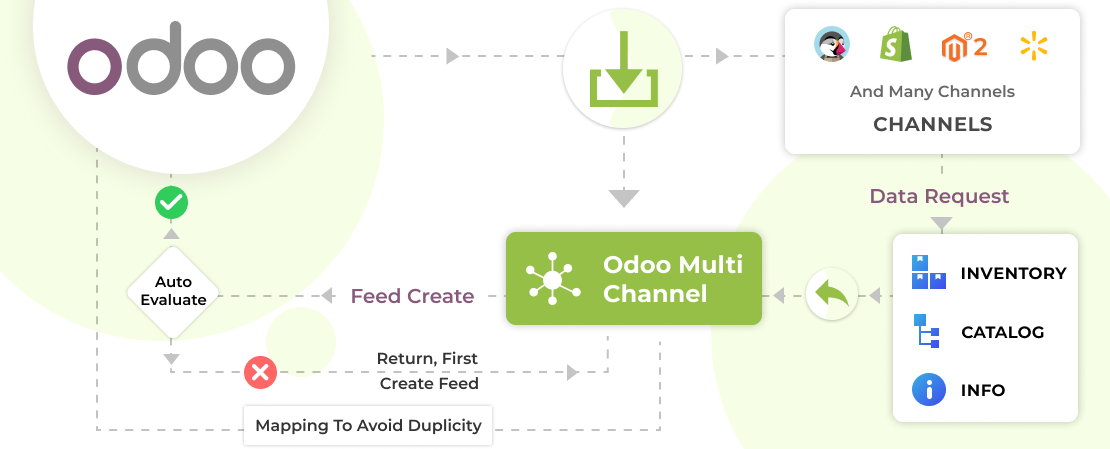 odoo
2
And Many Channels
CHANNELS
Data Request
INVENTORY
CATALOG
INFO
Odoo Multi
Channel
Feed Create
Auto
Evaluate
Return, First
Create Feed
Mapping To Avoid Duplicity